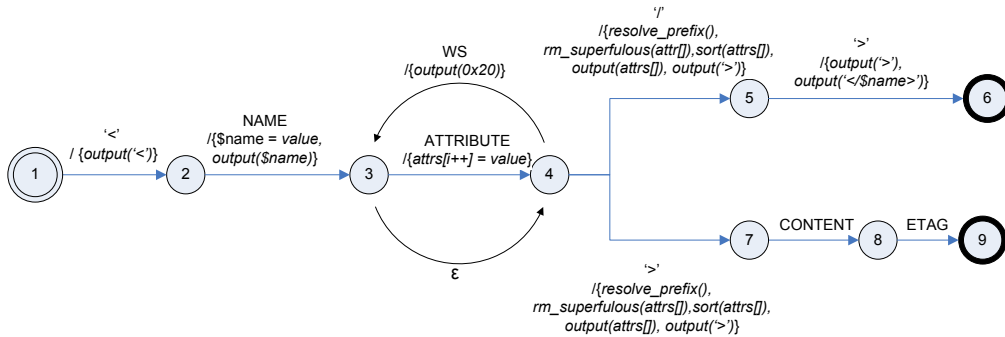 ‘/’
/{resolve_prefix(),
rm_superfulous(attr[]),sort(attrs[]),
output(attrs[]), output(‘>’)}
‘>’
/{output(‘>’),
output(‘</$name>’)}
WS
/{output(0x20)}
5
6
‘<’
/ {output(‘<’)}
NAME
/{$name = value,
output($name)}
ATTRIBUTE
/{attrs[i++] = value}
1
2
3
4
ε
7
CONTENT
8
ETAG
9
‘>’
/{resolve_prefix(),
rm_superfulous(attrs[]),sort(attrs[]),
output(attrs[]), output(‘>’)}